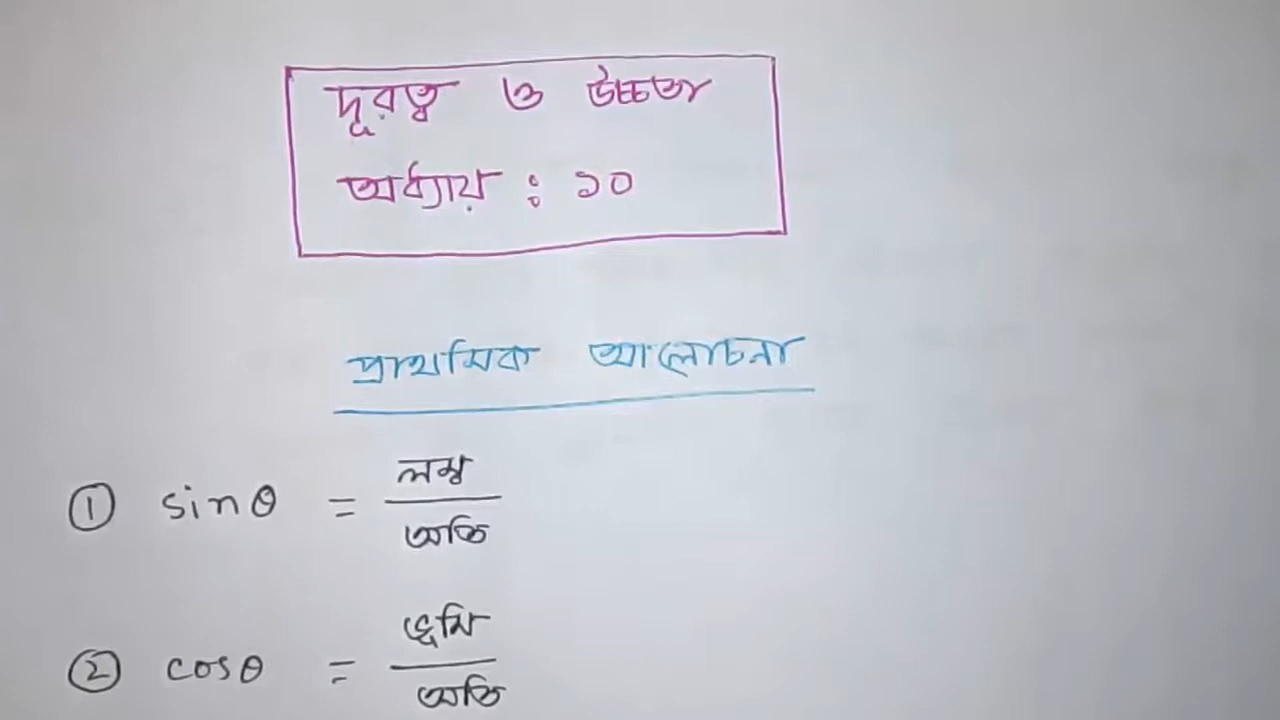 দূরত্ব ও উচ্চতা
অধ্যায় : ১০
প্রাথমিক আলোচনা
① sinθ = লম্ব / অতি
② cosθ = ভূমি / অতি